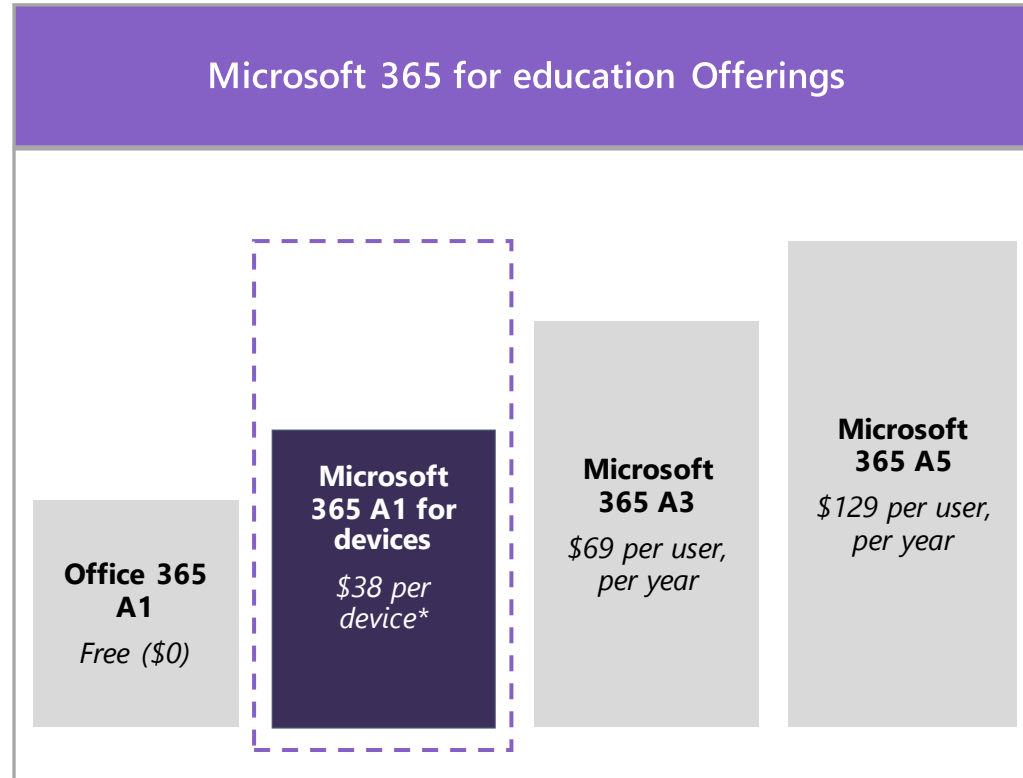 Microsoft 365 for education Offerings
Office 365
A1
Free ($0)
Microsoft
365 A1 for
devices
$38 per
device*
Microsoft
365 A3
$69 per user,
per year
Microsoft
365 A5
$129 per user,
per year